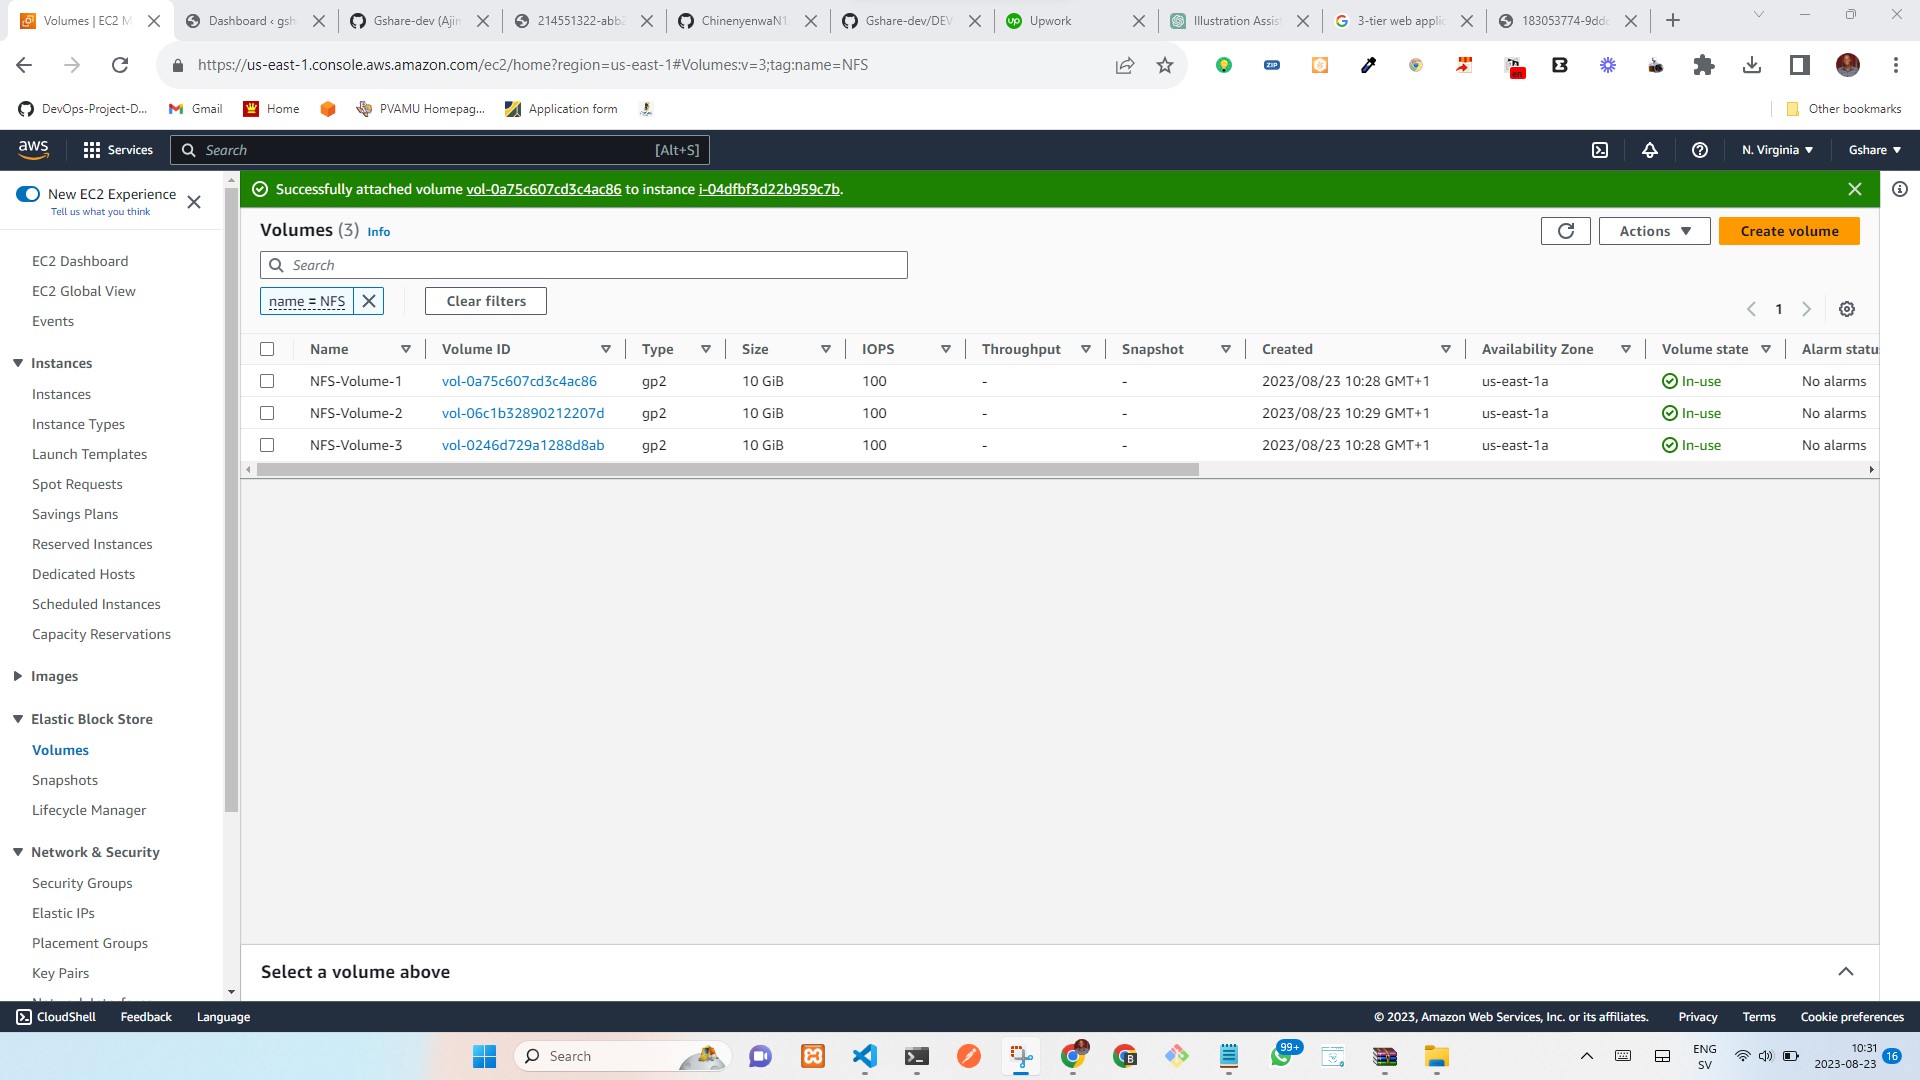 Volumes | EC2 M
Dashboard ‹ gsh
Gshare-dev (Ajin
214551322-abb2
ChinenyenwaN1
Gshare-dev/DEV
Upwork
Illustration Assis
3-tier web applic
183053774-9ddc
https://us-east-1.console.aws.amazon.com/ec2/home?region=us-east-1#Volumes:v=3;tag:name=NFS
DevOps-Project-D...
Gmail
Home
PVAMU Homepag...
Application form
Other bookmarks
aws
Services
Search
[Alt+S]
N. Virginia
Gshare
New EC2 Experience
Tell us what you think
EC2 Dashboard
EC2 Global View
Events
Instances
Instances
Instance Types
Launch Templates
Spot Requests
Savings Plans
Reserved Instances
Dedicated Hosts
Scheduled Instances
Capacity Reservations
Images
Elastic Block Store
Volumes
Snapshots
Lifecycle Manager
Network & Security
Security Groups
Elastic IPs
Placement Groups
Key Pairs
Successfully attached volume vol-0a75c607cd3c4ac86 to instance i-04dfbf3d22b959c7b.
Volumes (3) Info
Actions
Create volume
Search
name = NFS
Clear filters
1
Name Volume ID Type Size IOPS Throughput Snapshot Created Availability Zone Volume state Alarm statu
NFS-Volume-1 vol-0a75c607cd3c4ac86 gp2 10 GiB 100 - - 2023/08/23 10:28 GMT+1 us-east-1a In-use No alarms
NFS-Volume-2 vol-06c1b32890212207d gp2 10 GiB 100 - - 2023/08/23 10:29 GMT+1 us-east-1a In-use No alarms
NFS-Volume-3 vol-0246d729a1288d8ab gp2 10 GiB 100 - - 2023/08/23 10:28 GMT+1 us-east-1a In-use No alarms
Select a volume above
CloudShell
Feedback
Language
© 2023, Amazon Web Services, Inc. or its affiliates.
Privacy
Terms
Cookie preferences
Search
99+
ENG
SV
10:31
2023-08-23
16